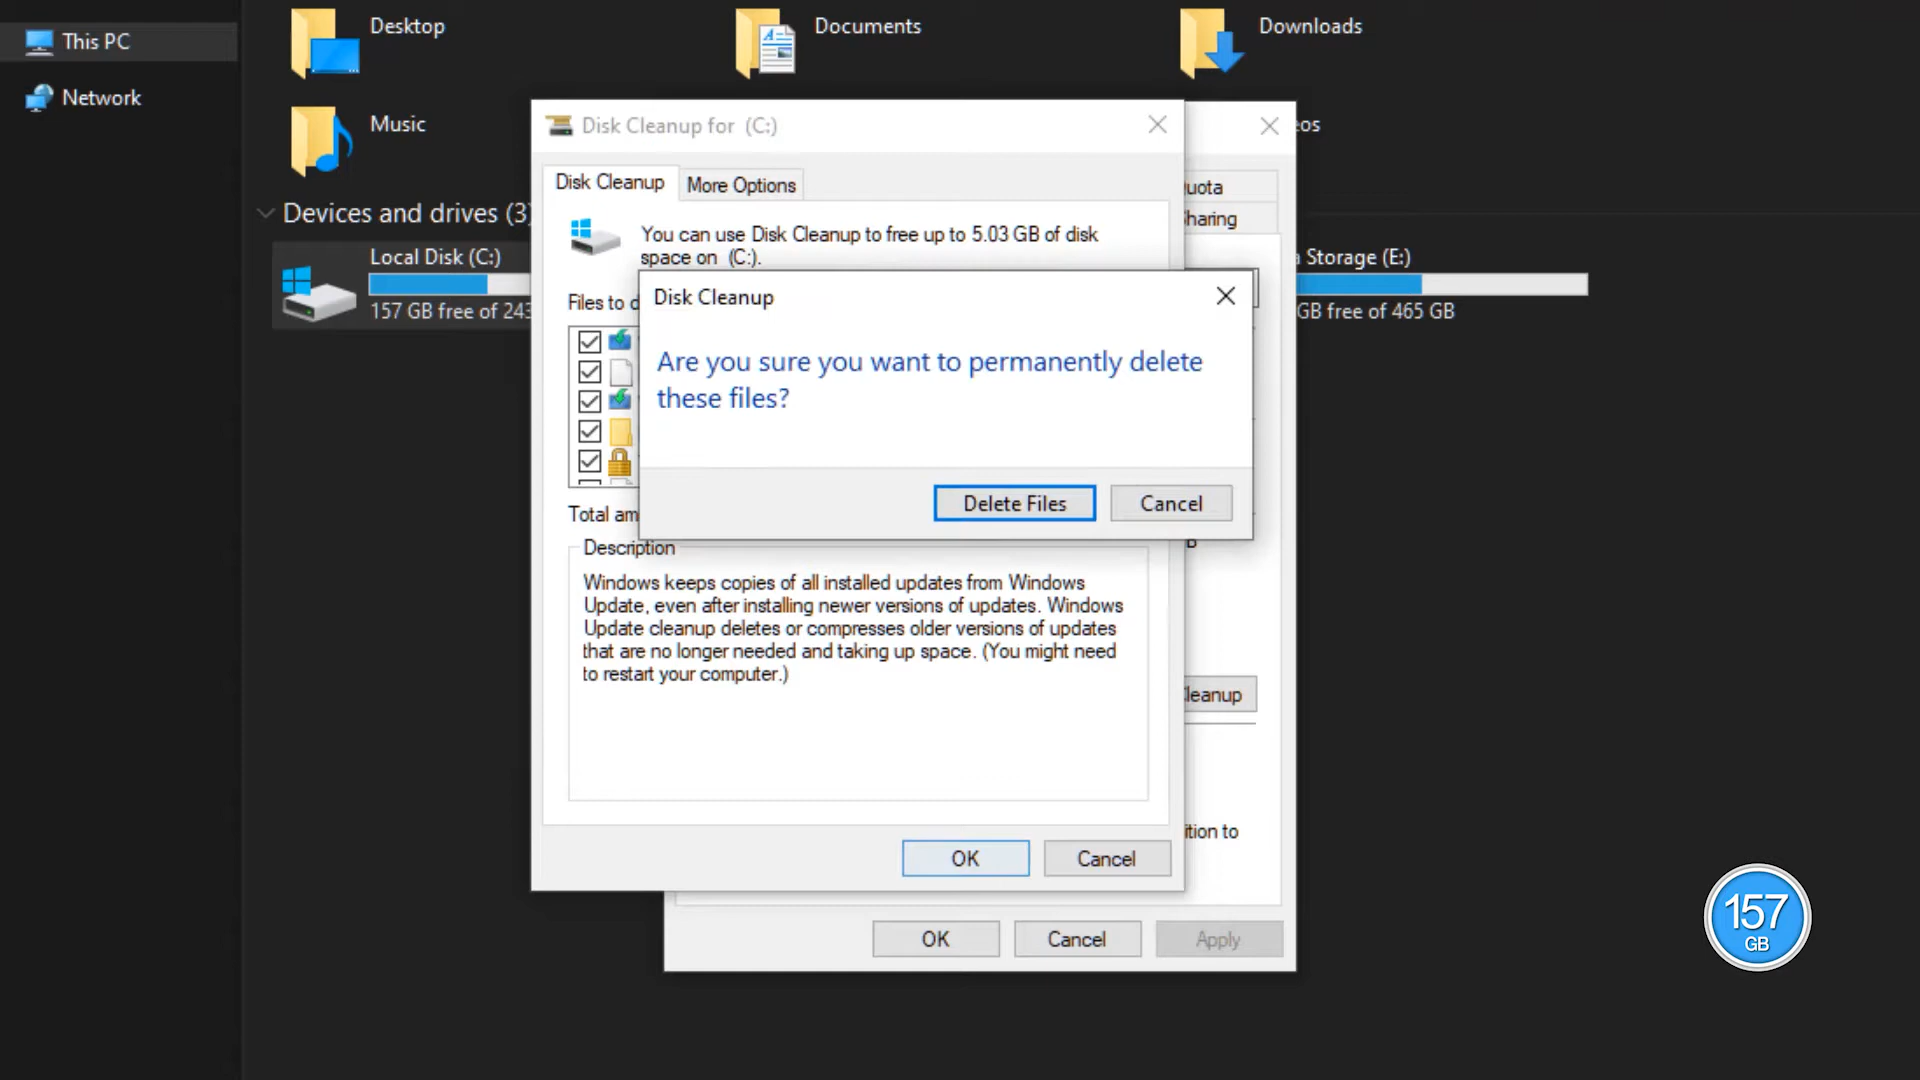 This PC
Network
Desktop
Documents
Downloads
Music
eos
Devices and drives (3)
Local Disk (C:)
157 GB free of 243
Storage (E:)
GB free of 465 GB
Disk Cleanup for (C:)
Disk Cleanup
More Options
You can use Disk Cleanup to free up to 5.03 GB of disk
space on (C:).
Files to d
Total am
Description
Windows keeps copies of all installed updates from Windows
Update, even after installing newer versions of updates. Windows
Update cleanup deletes or compresses older versions of updates
that are no longer needed and taking up space. (You might need
to restart your computer.)
OK
Cancel
Disk Cleanup
Are you sure you want to permanently delete
these files?
Delete Files
Cancel
uota
haring
leanup
ition to
OK
Cancel
Apply
157
GB